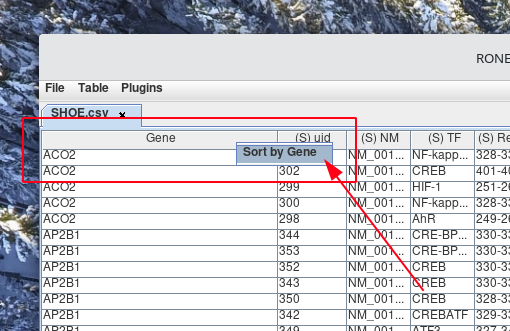 RONE
File Table Plugins
SHOE.csv x
Gene (S) uid (S) NM (S) TF (S) Re
Sort by Gene
ACO2 NM_001... NF-kapp... 328-33
ACO2 302 NM_001... CREB 401-40
ACO2 299 NM_001... HIF-1 251-26
ACO2 300 NM_001... NF-kapp... 328-33
ACO2 298 NM_001... AhR 249-26
AP2B1 344 NM_001... CRE-BP... 330-33
AP2B1 353 NM_001... CRE-BP... 330-33
AP2B1 352 NM_001... CREB 330-33
AP2B1 343 NM_001... CREB 330-33
AP2B1 350 NM_001... CREB 328-33
AP2B1 342 NM_001... CREBATF 329-33
AP2B1 349 NM_001... ATF3